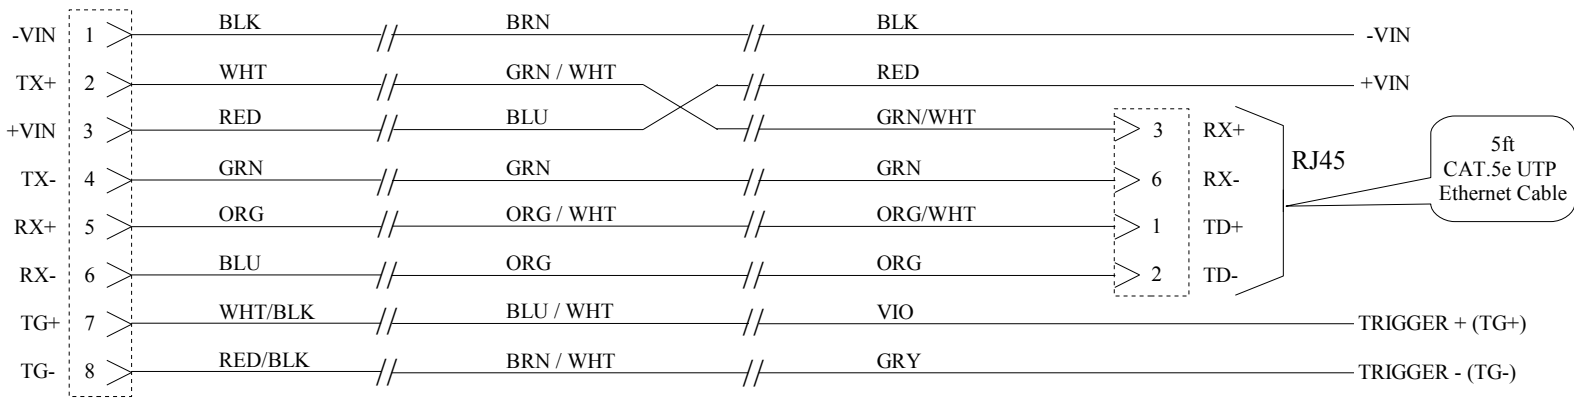 -VIN 1 BLK BRN BLK -VIN
TX+ 2 WHT GRN / WHT RED +VIN
+VIN 3 RED BLU GRN/WHT 3 RX+
TX- 4 GRN GRN GRN 6 RX-
RX+ 5 ORG ORG / WHT ORG/WHT 1 TD+
RX- 6 BLU ORG ORG 2 TD-
RJ45
5ft
CAT.5e UTP
Ethernet Cable
TG+ 7 WHT/BLK BLU / WHT VIO TRIGGER + (TG+)
TG- 8 RED/BLK BRN / WHT GRY TRIGGER - (TG-)